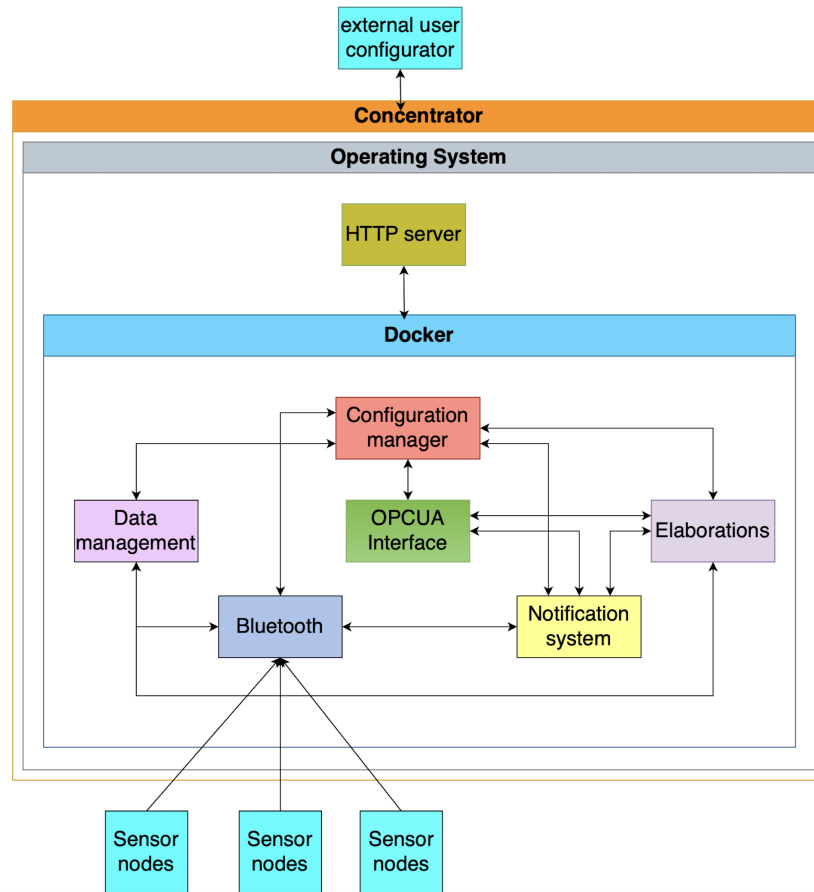 external user
configurator
Concentrator
Operating System
HTTP server
Docker
Configuration
manager
Data
management
OPCUA
Interface
Elaborations
Bluetooth
Notification
system
Sensor
nodes
Sensor
nodes
Sensor
nodes